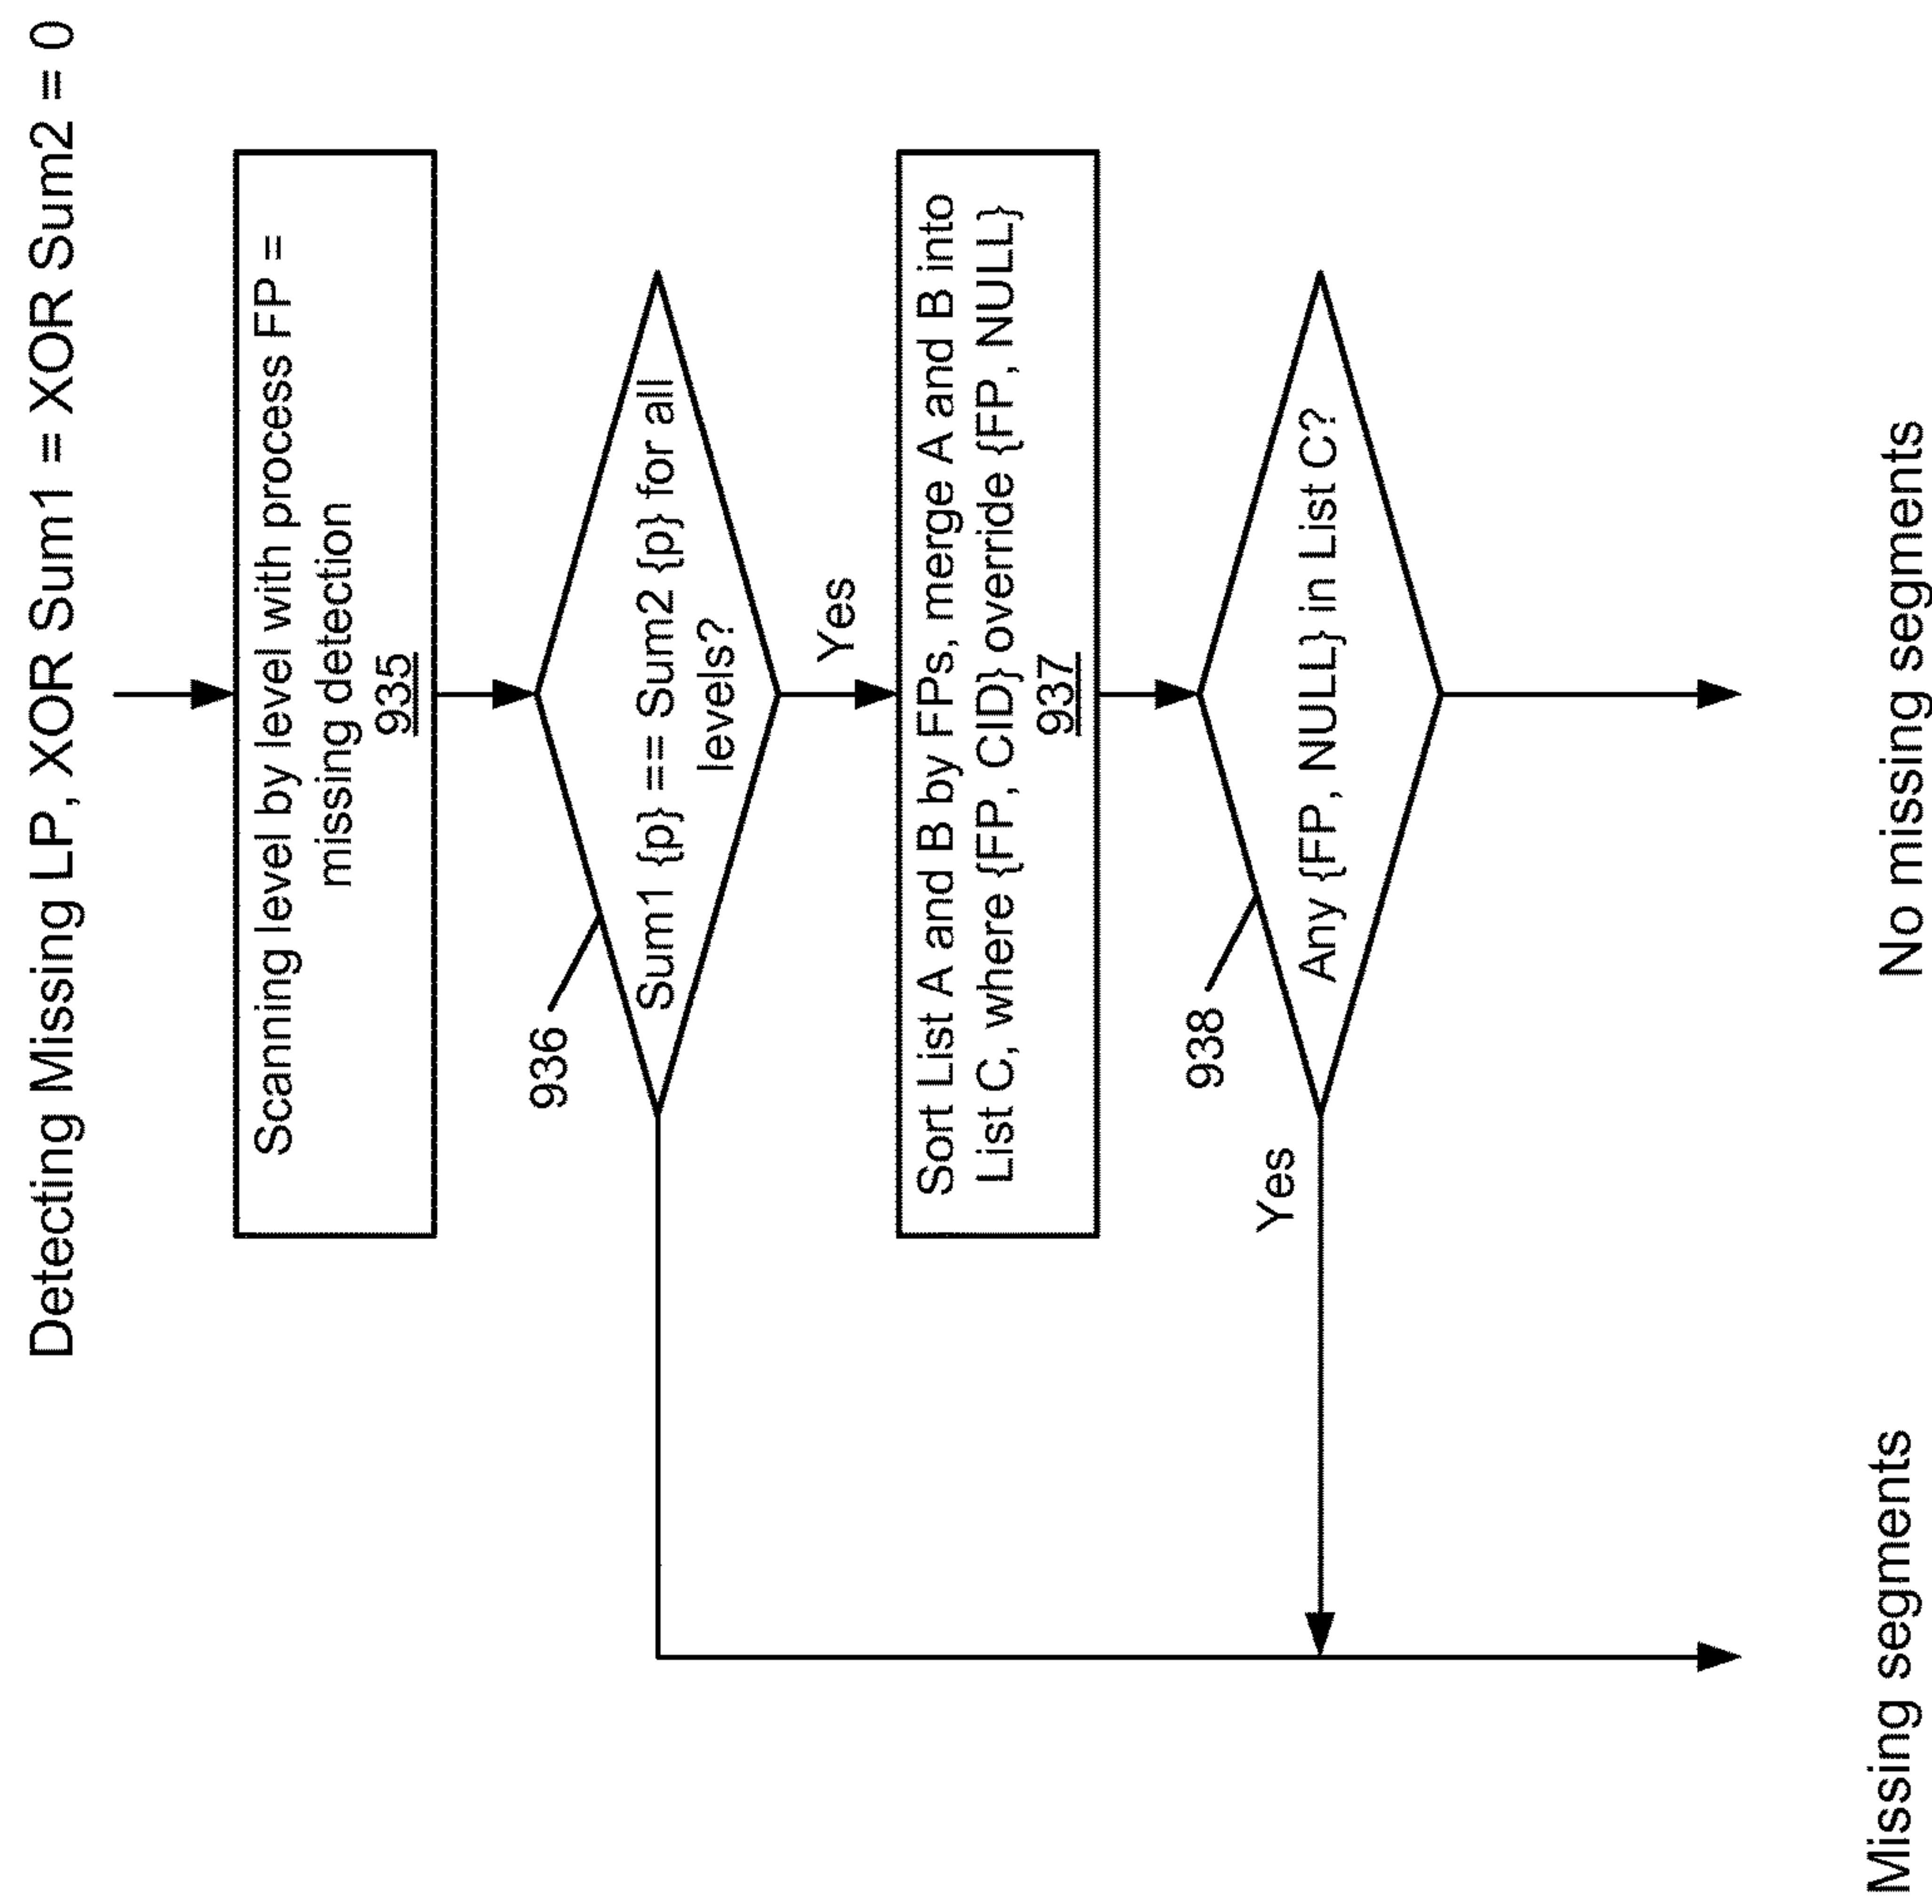 Detecting Missing LP, XOR Sum1 = XOR Sum2 = 0
Scanning level by level with process FP =
missing detection
935
936
Sum1 {p} == Sum2 {p} for all
levels?
Yes
Sort List A and B by FPs, merge A and B into
List C, where {FP, CID} override {FP, NULL}
937
938
Any {FP, NULL} in List C?
Yes
Missing segments
No missing segments